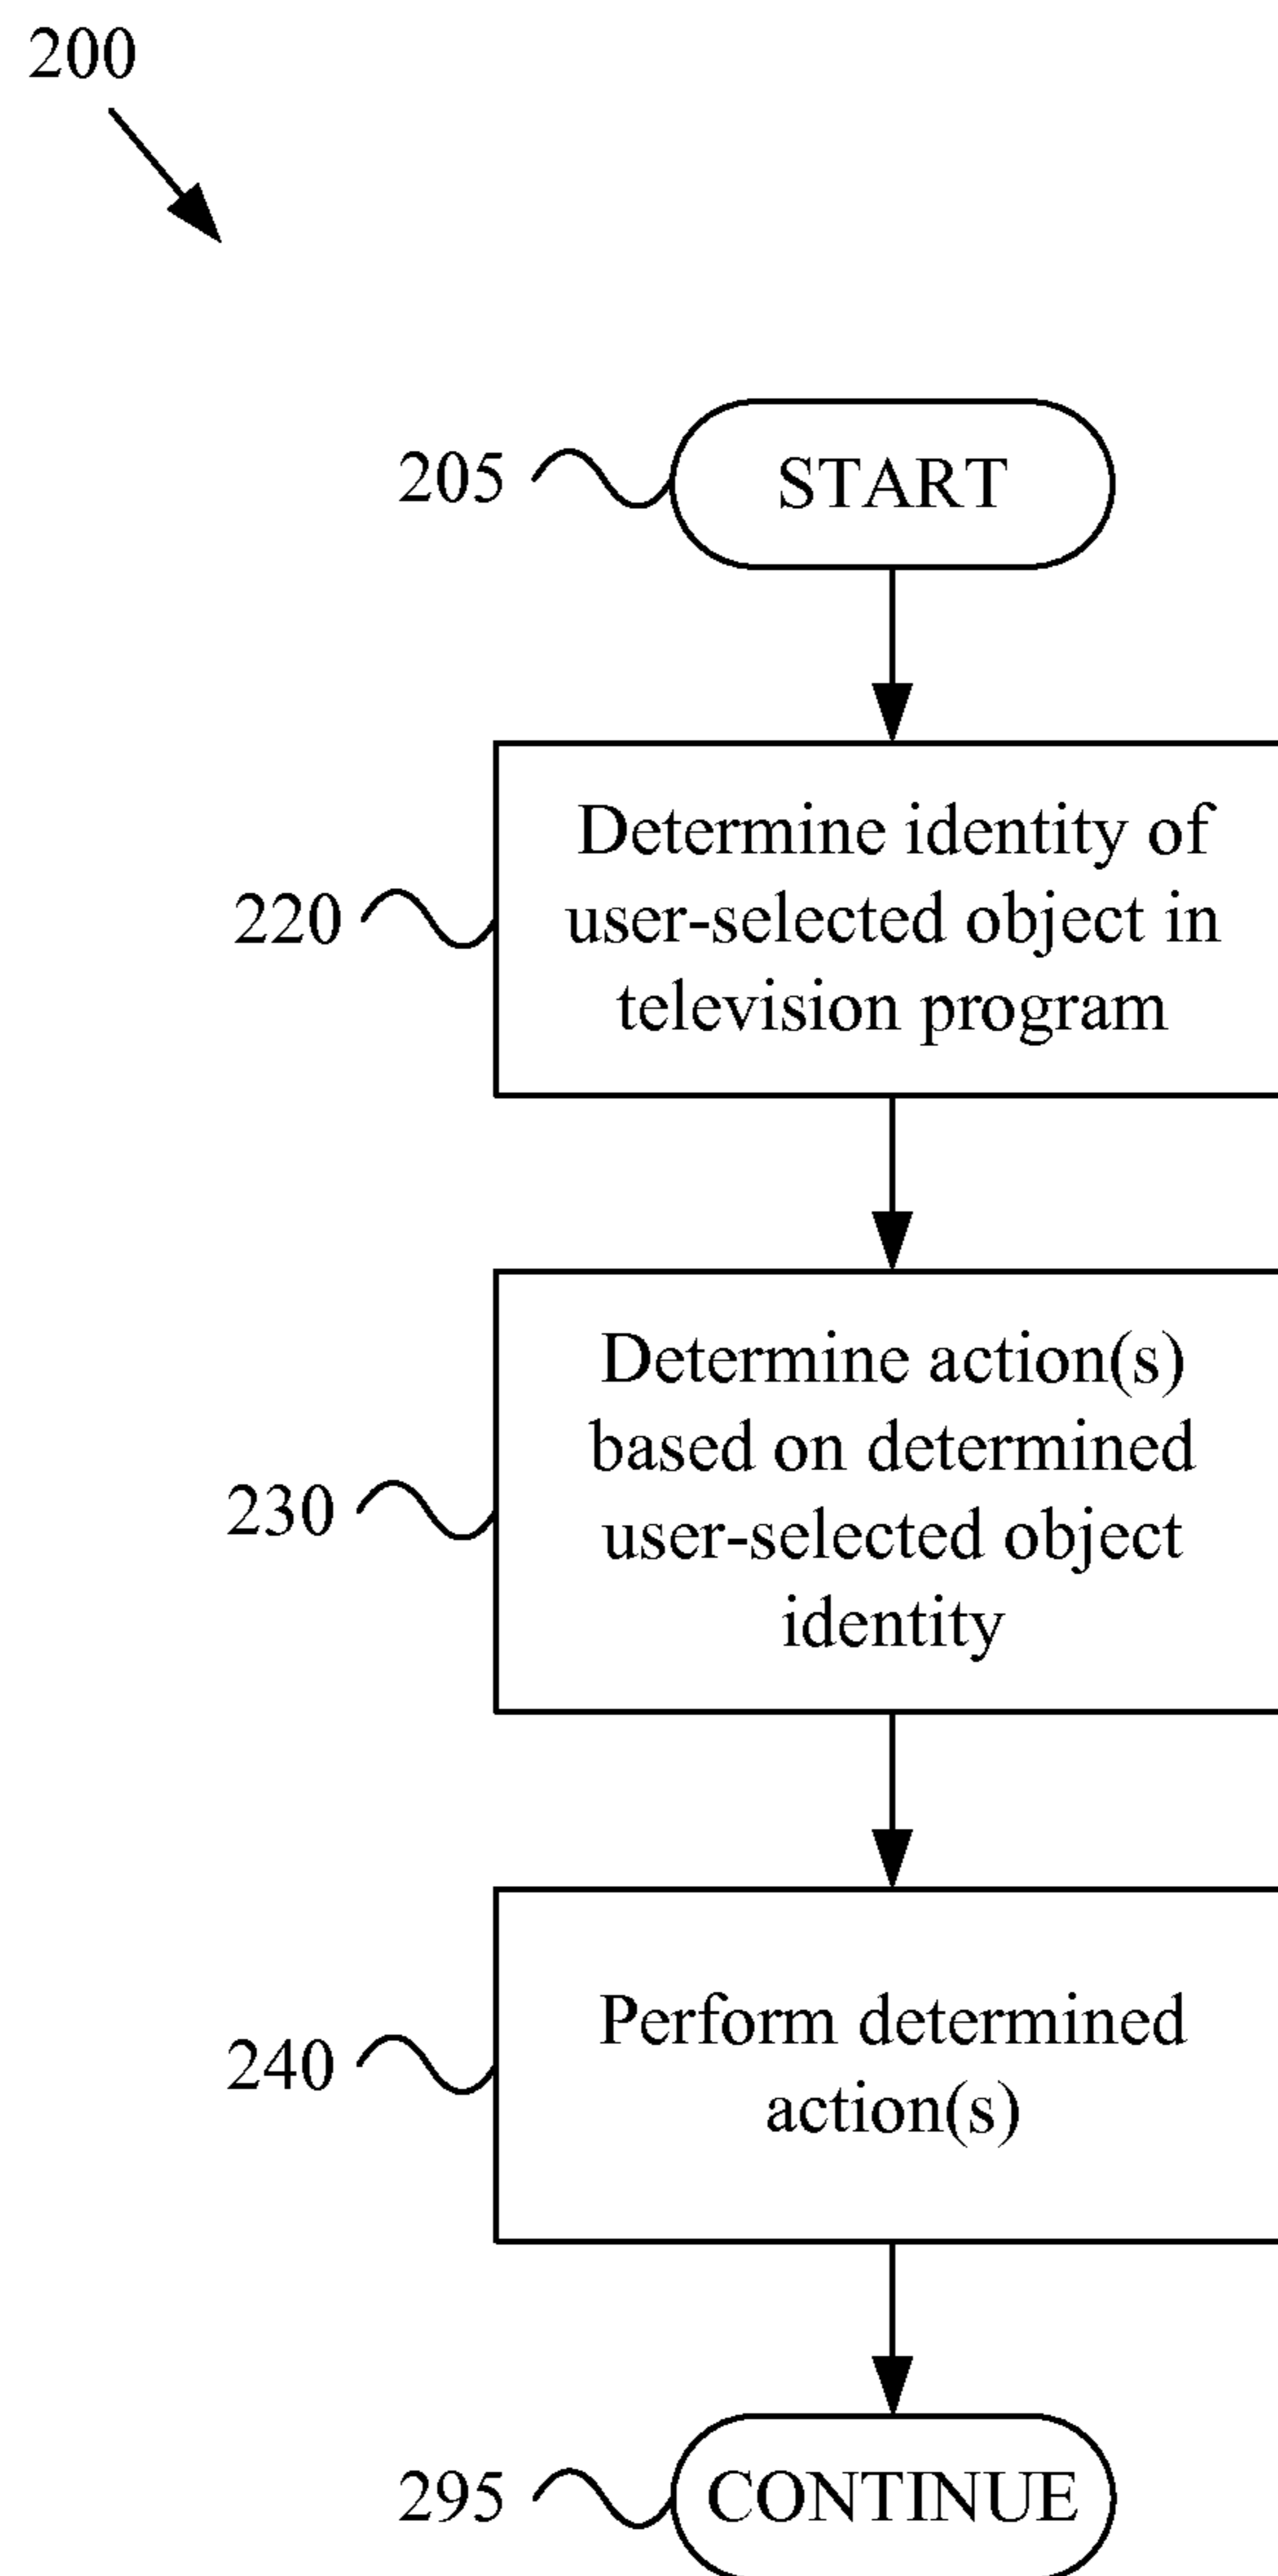 200
205
START
220
Determine identity of
user-selected object in
television program
230
Determine action(s)
based on determined
user-selected object
identity
240
Perform determined
action(s)
295
CONTINUE